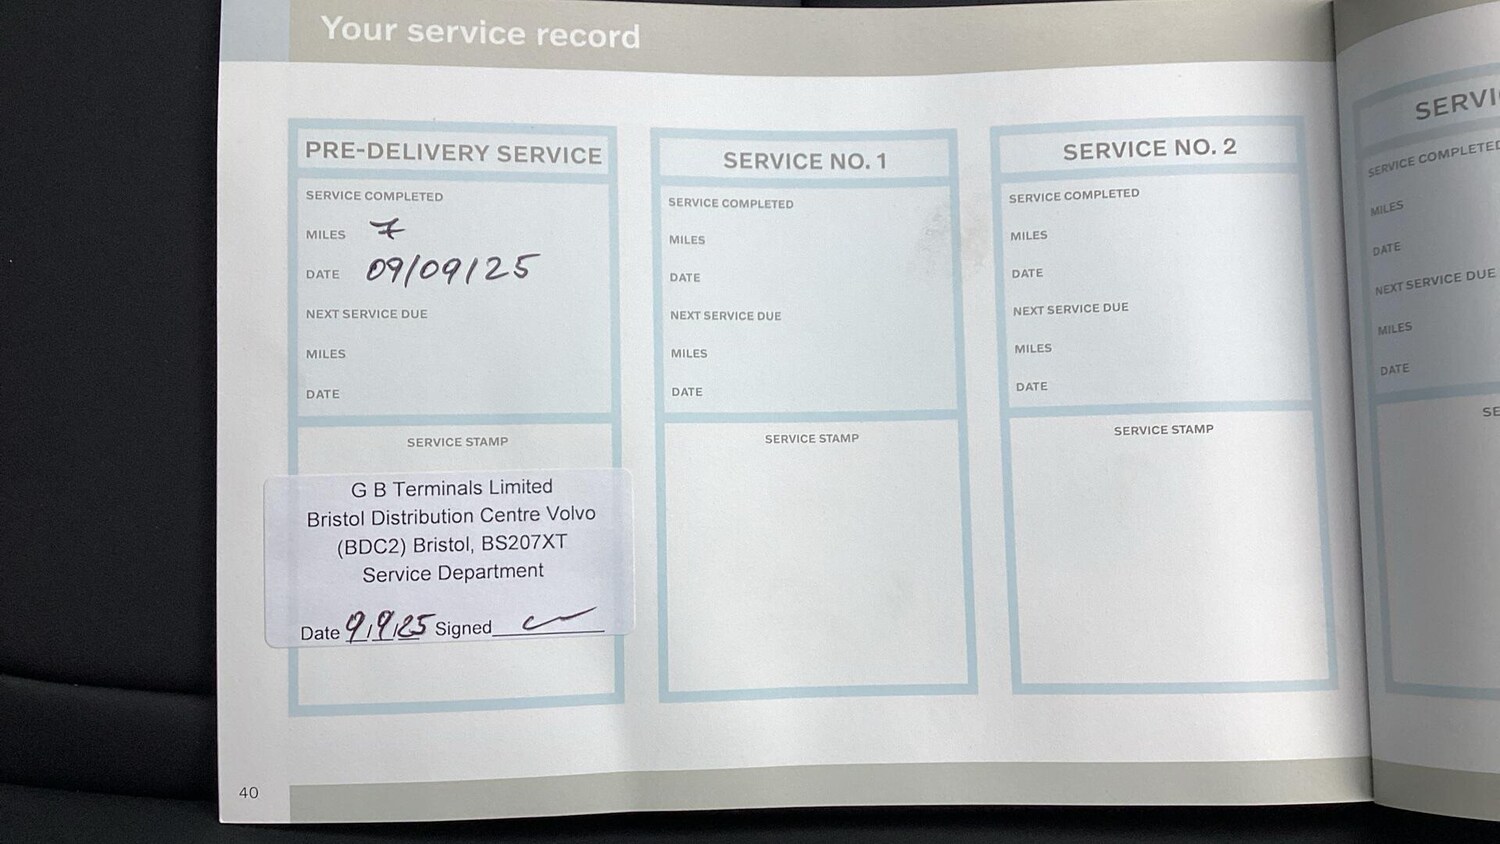 Your service record
PRE-DELIVERY SERVICE
SERVICE COMPLETED
MILES 7
DATE 09/09/25
NEXT SERVICE DUE
MILES
DATE
SERVICE STAMP
G B Terminals Limited
Bristol Distribution Centre Volvo
(BDC2) Bristol, BS207XT
Service Department
Date 9/9/25 Signed
SERVICE NO. 1
SERVICE COMPLETED
MILES
DATE
NEXT SERVICE DUE
MILES
DATE
SERVICE STAMP
SERVICE NO. 2
SERVICE COMPLETED
MILES
DATE
NEXT SERVICE DUE
MILES
DATE
SERVICE STAMP
SERVI
SERVICE COMPLETED
MILES
DATE
NEXT SERVICE DUE
MILES
DATE
SE
40